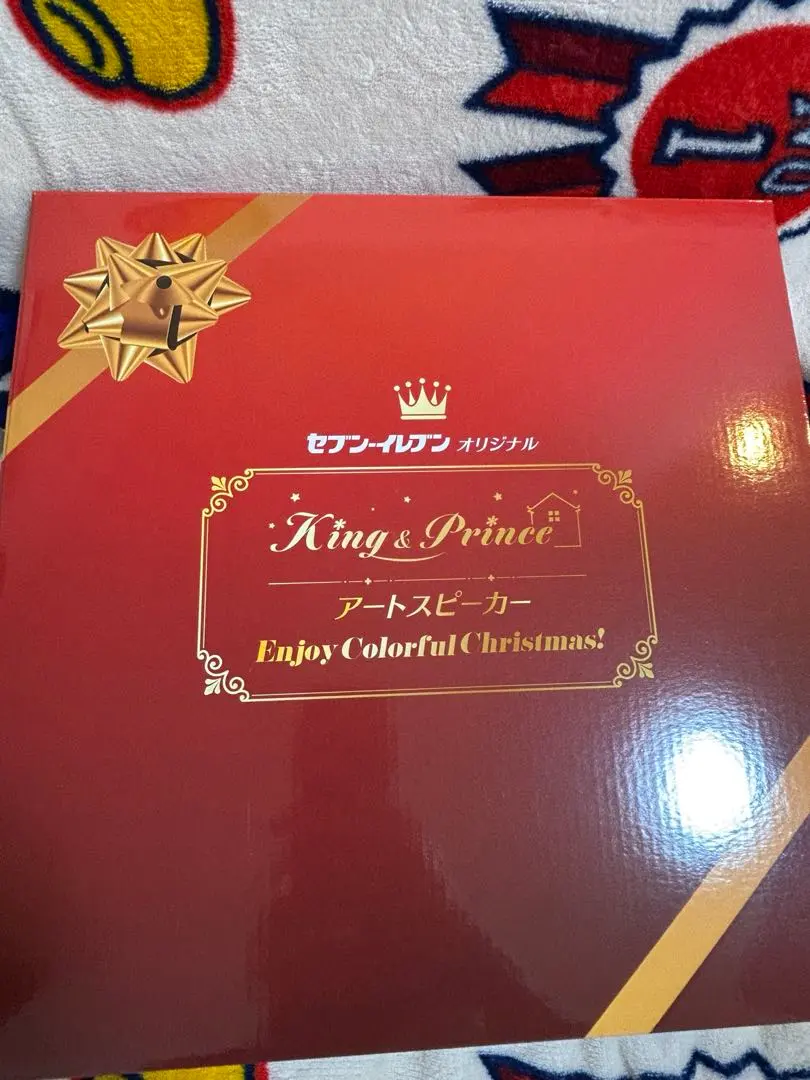 セブン-イレブン オリジナル
King & Prince
アートスピーカー
Enjoy Colorful Christmas!